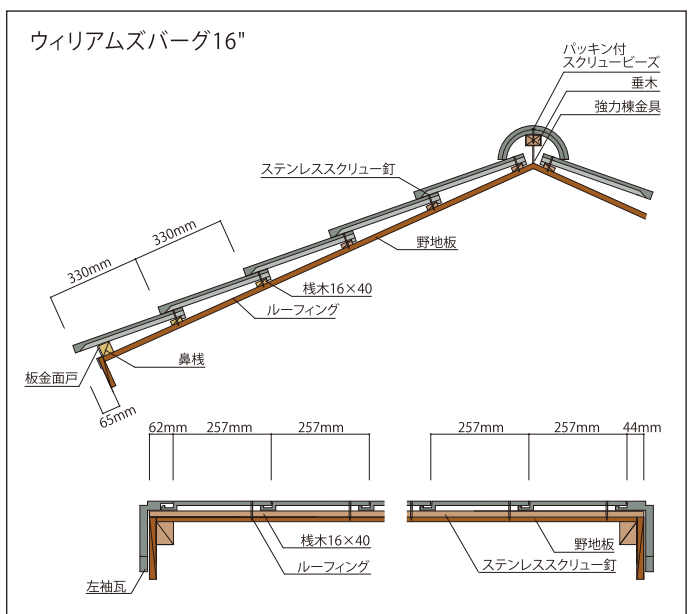 ウィリアムズバーグ16"
パッキン付
スクリュービーズ
垂木
強力棟金具
ステンレススクリュー釘
330mm
330mm
野地板
桟木16×40
ルーフィング
鼻桟
板金面戸
65mm
62mm
257mm
257mm
257mm
257mm
44mm
桟木16×40
ルーフィング
左袖瓦
野地板
ステンレススクリュー釘